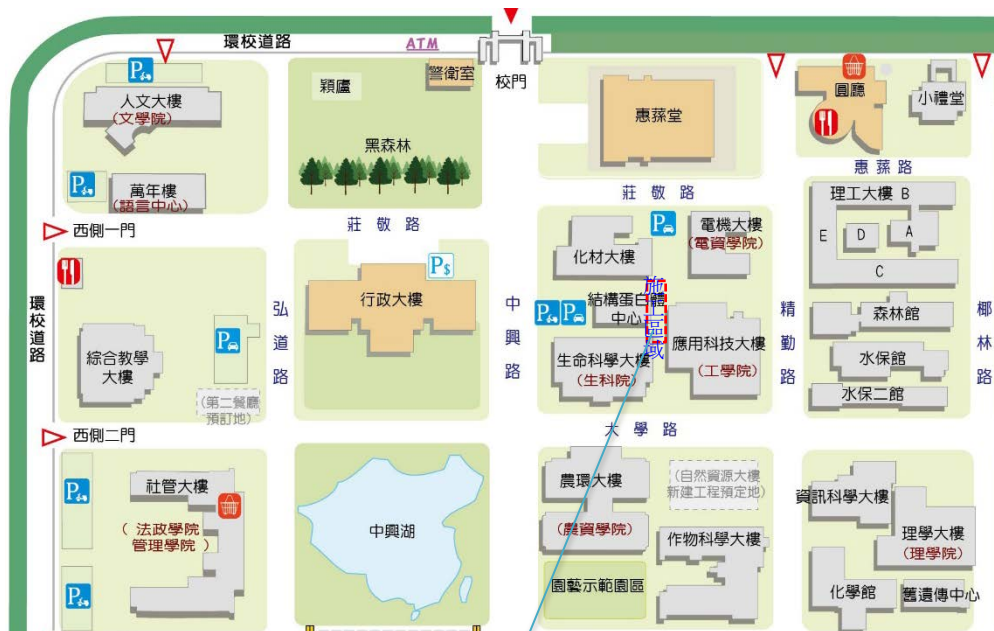 環校道路
ATM
校門
警衛室
穎廬
黑森林
人文大樓
(文學院)
萬年樓
(語言中心)
惠蓀堂
圓廳
小禮堂
惠蓀路
莊敬路
莊敬路
西側一門
理工大樓 B
E
D
A
C
化材大樓
電機大樓
(電資學院)
行政大樓
P$
環校道路
弘道路
中興路
精勤路
椰林路
結構蛋白體
中心
施工區域
森林館
綜合教學
大樓
應用科技大樓
(工學院)
生命科學大樓
(生科院)
水保館
水保二館
(第二餐廳
預訂地)
西側二門
大學路
社管大樓
(法政學院
管理學院)
中興湖
農環大樓
(農資學院)
(自然資源大樓
新建工程預定地)
作物科學大樓
園藝示範園區
資訊科學大樓
理學大樓
(理學院)
化學館
舊遺傳中心
P
P
P
P
P
P
P
P